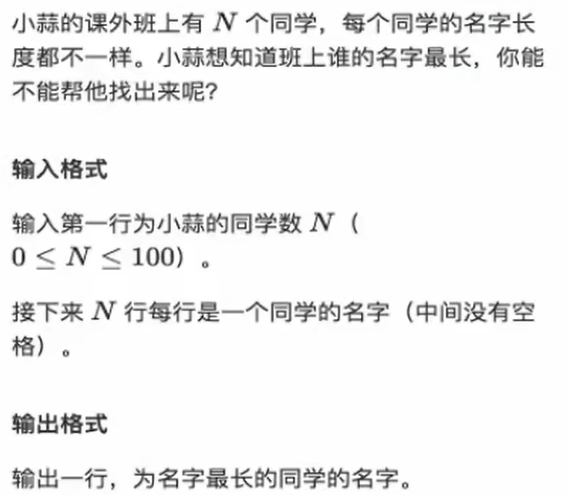 小蒜的课外班上有 N 个同学，每个同学的名字长
度都不一样。小蒜想知道班上谁的名字最长，你能
不能帮他找出来呢？
输入格式
输入第一行为小蒜的同学数 N（
0 ≤ N ≤ 100）。
接下来 N 行每行是一个同学的名字（中间没有空
格）。
输出格式
输出一行，为名字最长的同学的名字。